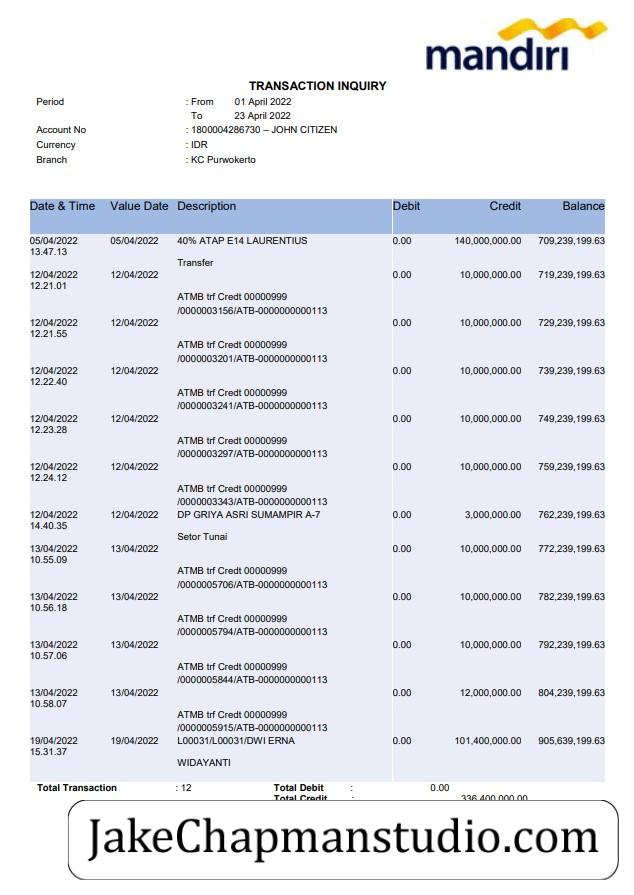 mandiri
TRANSACTION INQUIRY
Period : From 01 April 2022
To 23 April 2022
Account No : 1800004286730 – JOHN CITIZEN
Currency : IDR
Branch : KC Purwokerto
Date & Time Value Date Description Debit Credit Balance
05/04/2022 05/04/2022 40% ATAP E14 LAURENTIUS 0.00 140,000,000.00 709,239,199.63
13.47.13
Transfer
12/04/2022 12/04/2022 0.00 10,000,000.00 719,239,199.63
12.21.01
ATMB trf Credt 00000999
/0000003156/ATB-0000000000113
12/04/2022 12/04/2022 0.00 10,000,000.00 729,239,199.63
12.21.55
ATMB trf Credt 00000999
/0000003201/ATB-0000000000113
12/04/2022 12/04/2022 0.00 10,000,000.00 739,239,199.63
12.22.40
ATMB trf Credt 00000999
/0000003241/ATB-0000000000113
12/04/2022 12/04/2022 0.00 10,000,000.00 749,239,199.63
12.23.28
ATMB trf Credt 00000999
/0000003297/ATB-0000000000113
12/04/2022 12/04/2022 0.00 10,000,000.00 759,239,199.63
12.24.12
ATMB trf Credt 00000999
/0000003343/ATB-0000000000113
12/04/2022 12/04/2022 DP GRIYA ASRI SUMAMPIR A-7 0.00 3,000,000.00 762,239,199.63
14.40.35
Setor Tunai
13/04/2022 13/04/2022 0.00 10,000,000.00 772,239,199.63
10.55.09
ATMB trf Credt 00000999
/0000005706/ATB-0000000000113
13/04/2022 13/04/2022 0.00 10,000,000.00 782,239,199.63
10.56.18
ATMB trf Credt 00000999
/0000005794/ATB-0000000000113
13/04/2022 13/04/2022 0.00 10,000,000.00 792,239,199.63
10.57.06
ATMB trf Credt 00000999
/0000005844/ATB-0000000000113
13/04/2022 13/04/2022 0.00 12,000,000.00 804,239,199.63
10.58.07
ATMB trf Credt 00000999
/0000005915/ATB-0000000000113
19/04/2022 19/04/2022 L00031/L00031/DWI ERNA 0.00 101,400,000.00 905,639,199.63
15.31.37
WIDAYANTI
Total Transaction : 12 Total Debit : 0.00
Total Credit : 336,400,000.00
JakeChapmanstudio.com